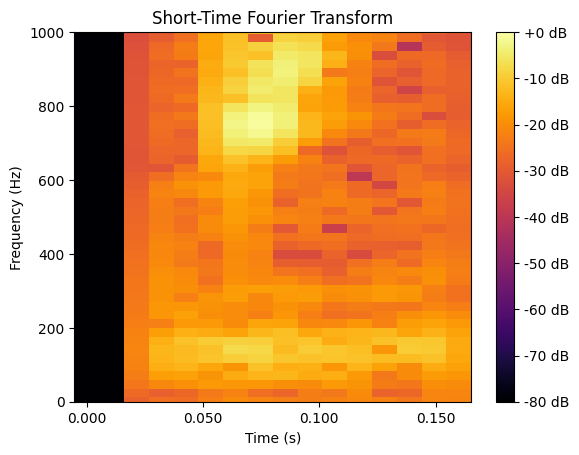 Short-Time Fourier Transform
1000
800
600
400
200
0
Frequency (Hz)
0.000
0.050
0.100
0.150
Time (s)
+0 dB
-10 dB
-20 dB
-30 dB
-40 dB
-50 dB
-60 dB
-70 dB
-80 dB